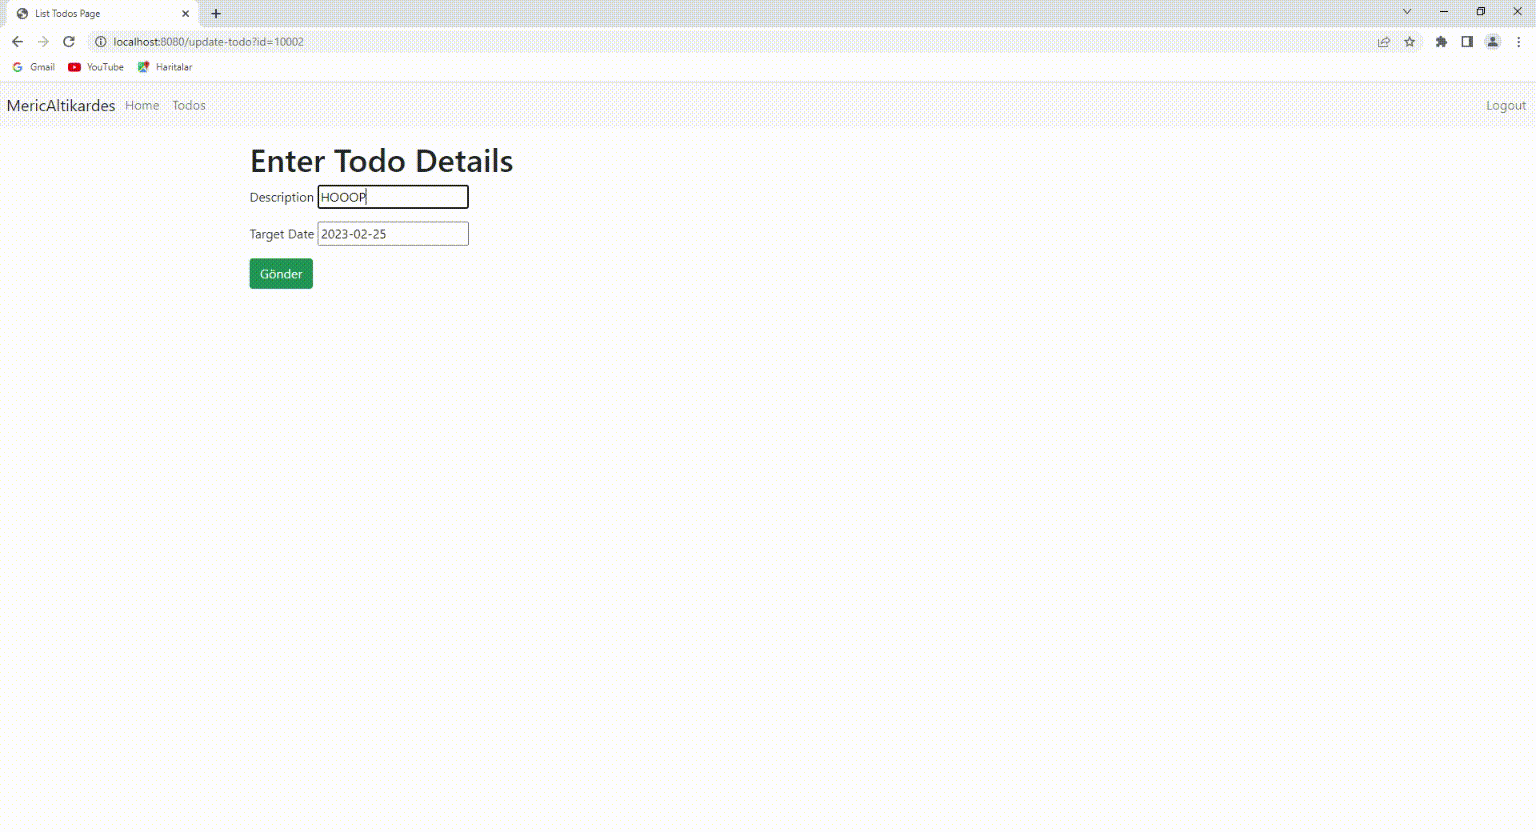 List Todos Page
localhost:8080/update-todo?id=10002
Gmail YouTube Haritalar
MericAltikardes Home Todos Logout
Enter Todo Details
Description HOOOP
Target Date 2023-02-25
Gönder